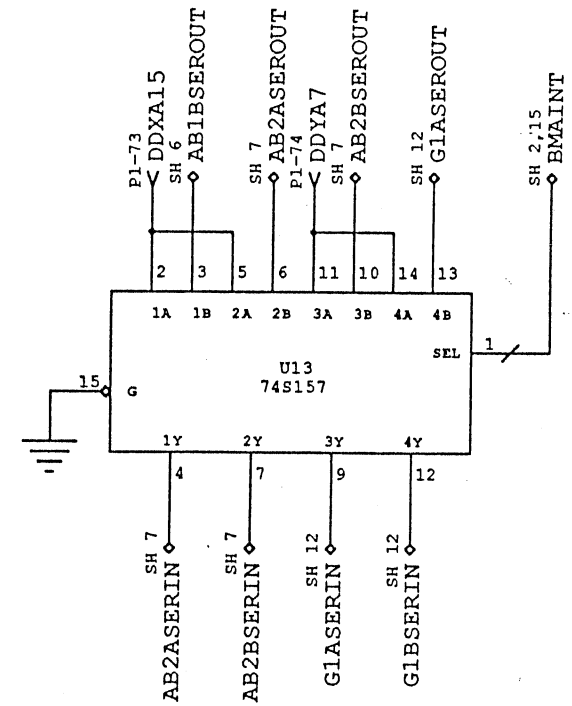 P1-73
DDXA15
SH 6
AB1BSEROUT
SH 7
AB2ASEROUT
P1-74
DDYA7
SH 7
AB2BSEROUT
SH 12
G1ASEROUT
SH 2,15
BMAINT
2 3 5 6 11 10 14 13
1A 1B 2A 2B 3A 3B 4A 4B
SEL 1
U13
74S157
15 G
1Y 2Y 3Y 4Y
4 7 9 12
SH 7
AB2ASERIN
SH 7
AB2BSERIN
SH 12
G1ASERIN
SH 12
G1BSERIN